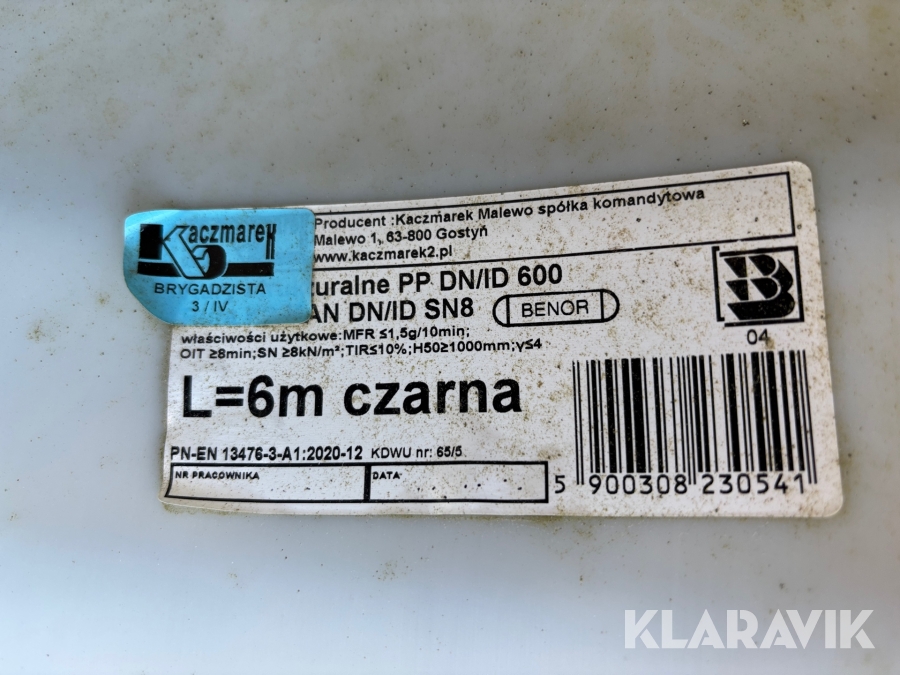 Producent :Kaczmarek Malewo spółka komandytowa
Malewo 1, 63-800 Gostyń
www.kaczmarek2.pl
Kaczmarek
BRYGADZISTA
3 / IV
PP DN/ID 600
DN/ID SN8 BENOR
04
właściwości użytkowe:MFR ≤1,5g/10min;
OIT ≥8min;SN ≥8kN/m²;TIR≤10%;H50≥1000mm;γ≤4
L=6m czarna
PN-EN 13476-3-A1:2020-12 KDWU nr: 65/5
NR PRACOWNIKA DATA
5 900308 230541
KLARAVIK